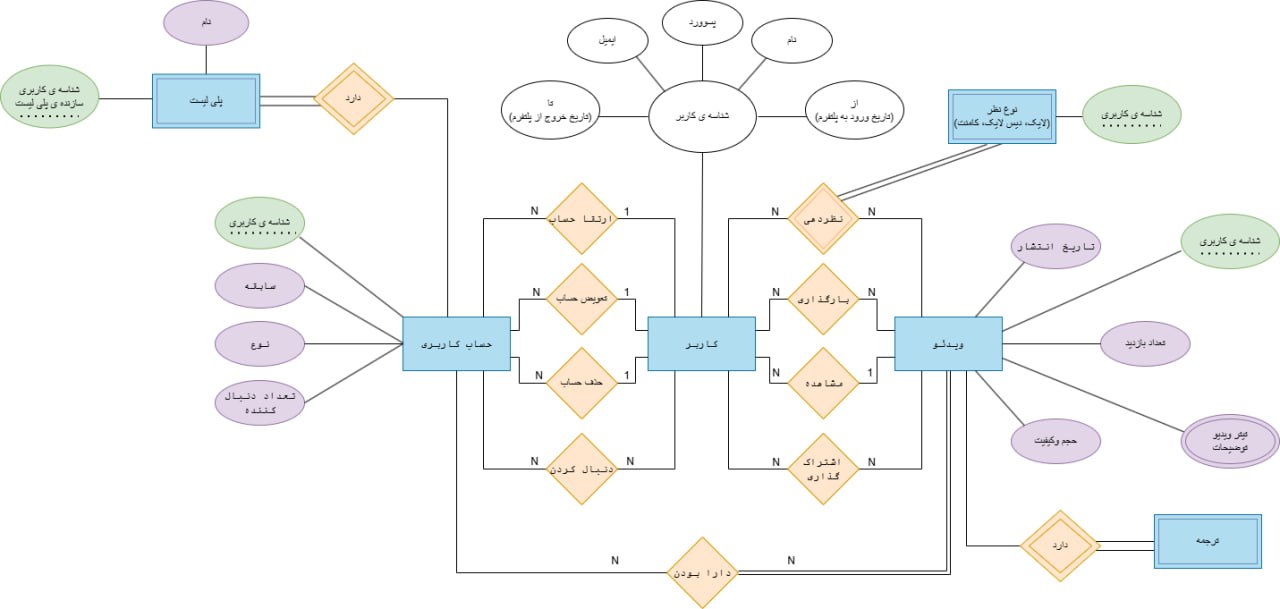 نام
پسوورد
ایمیل
نام
شناسه ی کاربری
سازنده ی پلی لیست
پلی لیست
دارد
تا
(تاریخ خروج از پلتفرم)
شناسه ی کاربر
از
(تاریخ ورود به پلتفرم)
نوع نظر
(لایک، دیس لایک، کامنت)
شناسه ی کاربری
شناسه ی کاربری
N
ارتقا حساب
1
N
نظردهی
N
تاریخ انتشار
شناسه ی کاربری
سابقه
N
تعویض حساب
1
N
بارگذاری
N
نوع
حساب کاربری
کاربر
ویدئو
تعداد بازدید
N
حذف حساب
1
N
مشاهده
1
تعداد دنبال
کننده
N
دنبال کردن
N
N
اشتراک
گذاری
N
حجم وکیفیت
تیتر ویدیو
توضیحات
N
دارا بودن
N
دارد
ترجمه